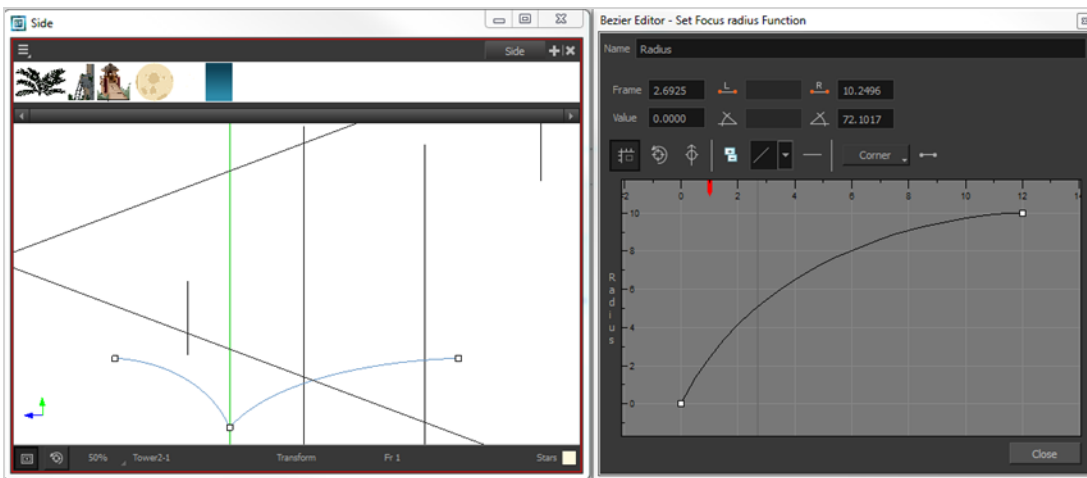 Side
Side
50%
Tower2-1
Transform
Fr 1
Stars
Bezier Editor - Set Focus radius Function
Name Radius
Frame 2.6925 L R 10.2496
Value 0.0000 72.1017
Corner
-2 0 2 4 6 8 10 12 14
10
8
6
4
2
0
Radius
Close